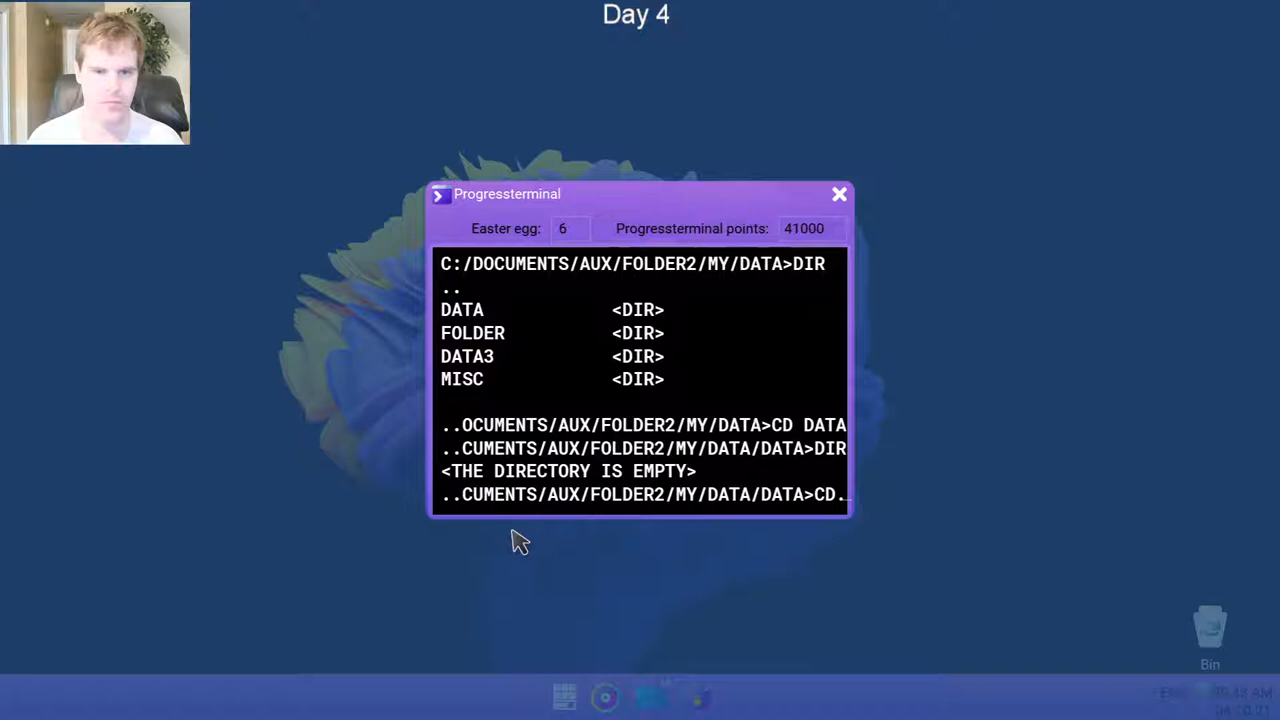 Day 4
Progressterminal
Easter egg: 6 Progressterminal points: 41000
C:/DOCUMENTS/AUX/FOLDER2/MY/DATA>DIR
..
DATA <DIR>
FOLDER <DIR>
DATA3 <DIR>
MISC <DIR>
..OCUMENTS/AUX/FOLDER2/MY/DATA>CD DATA
..CUMENTS/AUX/FOLDER2/MY/DATA/DATA>DIR
<THE DIRECTORY IS EMPTY>
..CUMENTS/AUX/FOLDER2/MY/DATA/DATA>CD._
Bin